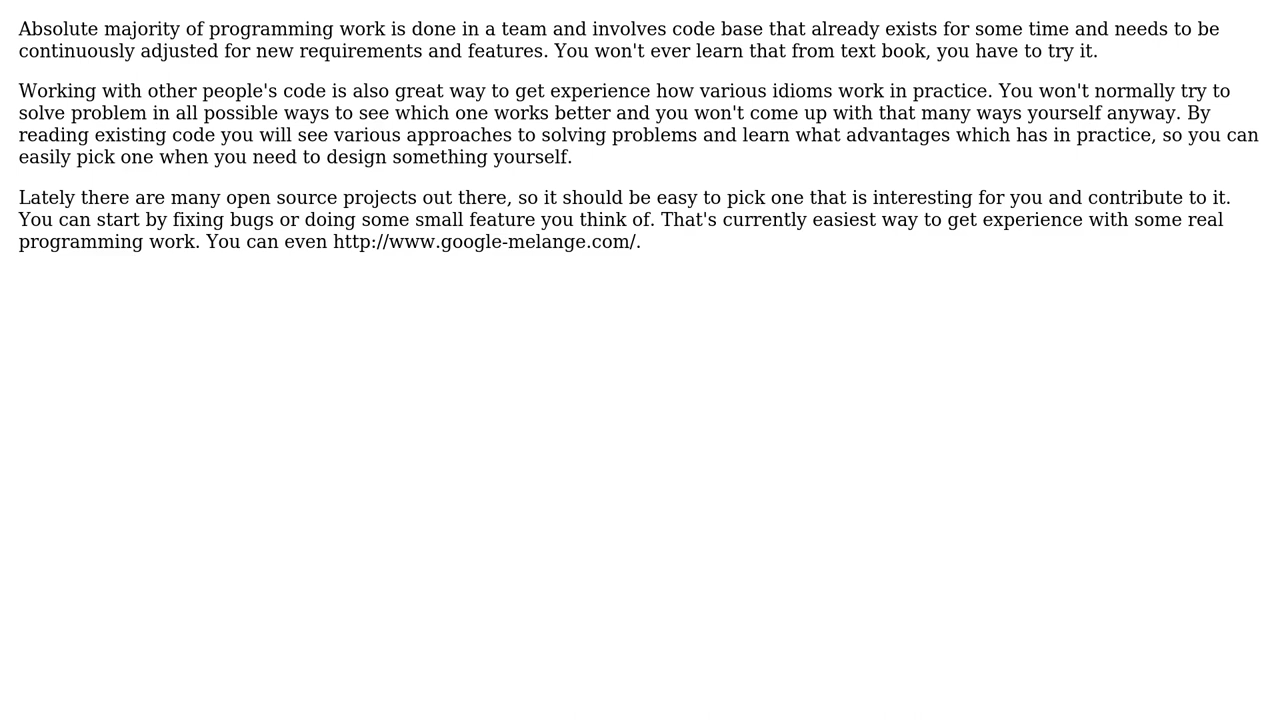 Absolute majority of programming work is done in a team and involves code base that already exists for some time and needs to be
continuously adjusted for new requirements and features. You won't ever learn that from text book, you have to try it.
Working with other people's code is also great way to get experience how various idioms work in practice. You won't normally try to
solve problem in all possible ways to see which one works better and you won't come up with that many ways yourself anyway. By
reading existing code you will see various approaches to solving problems and learn what advantages which has in practice, so you can
easily pick one when you need to design something yourself.
Lately there are many open source projects out there, so it should be easy to pick one that is interesting for you and contribute to it.
You can start by fixing bugs or doing some small feature you think of. That's currently easiest way to get experience with some real
programming work. You can even http://www.google-melange.com/.